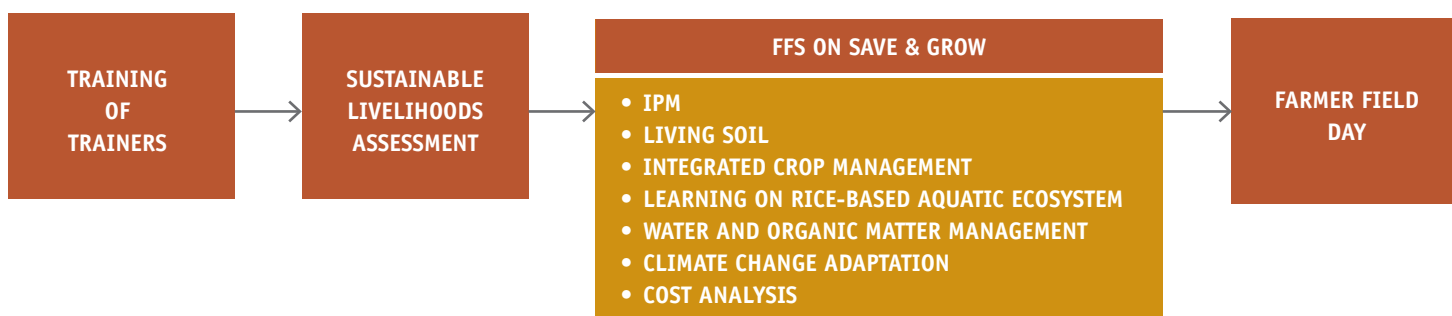 TRAINING
OF
TRAINERS
SUSTAINABLE
LIVELIHOODS
ASSESSMENT
FFS ON SAVE & GROW
• IPM
• LIVING SOIL
• INTEGRATED CROP MANAGEMENT
• LEARNING ON RICE-BASED AQUATIC ECOSYSTEM
• WATER AND ORGANIC MATTER MANAGEMENT
• CLIMATE CHANGE ADAPTATION
• COST ANALYSIS
FARMER FIELD
DAY